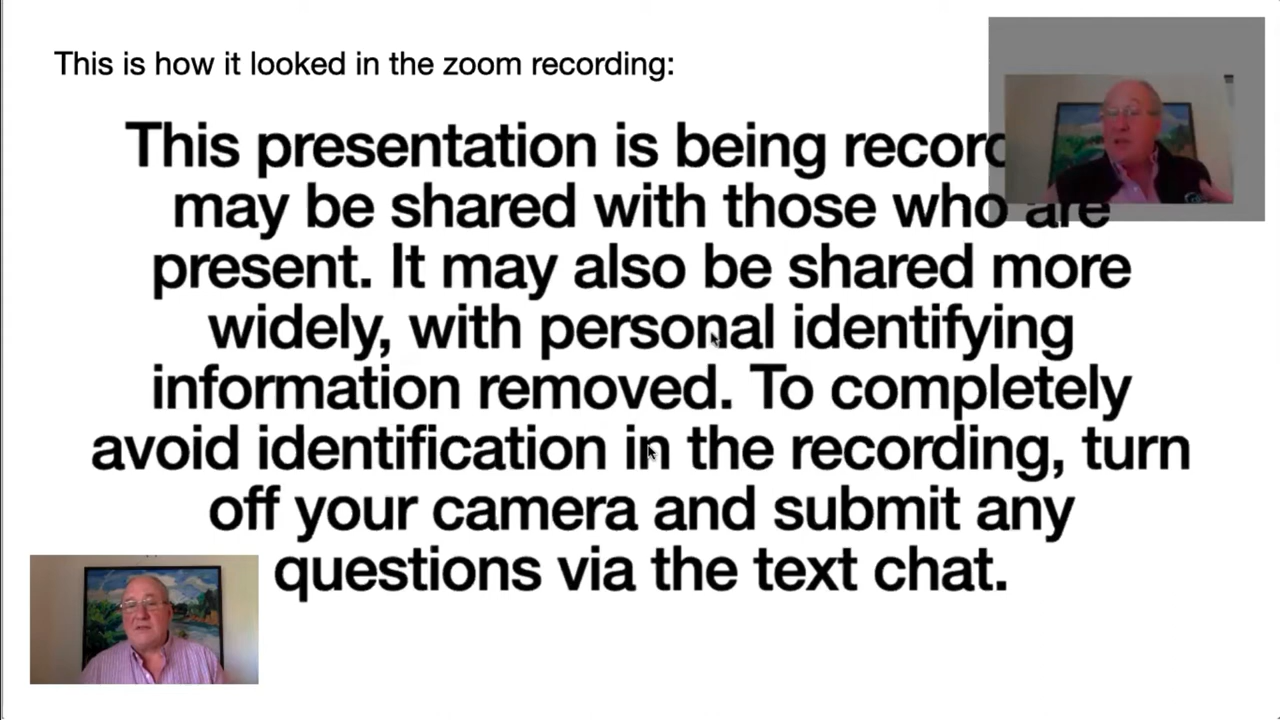 This is how it looked in the zoom recording:
This presentation is being
may be shared with those who are
present. It may also be shared more
widely, with personal identifying
information removed. To completely
avoid identification in the recording, turn
off your camera and submit any
questions via the text chat.